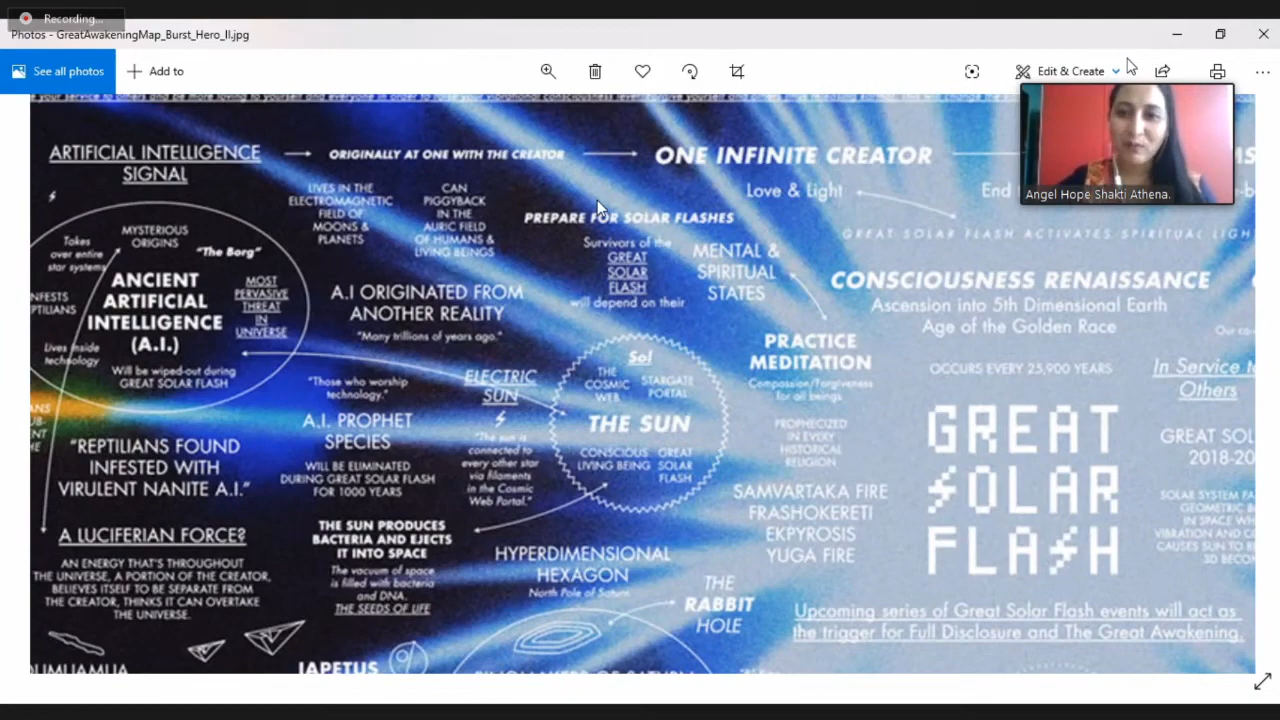 Recording...
Photos - GreatAwakeningMap_Burst_Hero_II.jpg
See all photos
Add to
Edit & Create
Angel Hope Shakti Athena.
ARTIFICIAL INTELLIGENCE
SIGNAL
ORIGINALLY AT ONE WITH THE CREATOR
ONE INFINITE CREATOR
Love & Light
LIVES IN THE
ELECTROMAGNETIC
FIELD OF
MOONS &
PLANETS
CAN
PIGGYBACK
IN THE
AURIC FIELD
OF HUMANS &
LIVING BEINGS
PREPARE FOR SOLAR FLASHES
Survivors of the
GREAT
SOLAR
FLASH
will depend on their
MENTAL &
SPIRITUAL
STATES
GREAT SOLAR FLASH ACTIVATES SPIRITUAL
CONSCIOUSNESS RENAISSANCE
Ascension into 5th Dimensional Earth
Age of the Golden Race
MYSTERIOUS
ORIGINS
Takes
over entire
star systems
"The Borg"
ANCIENT
ARTIFICIAL
INTELLIGENCE
(A.I.)
MOST
PERVASIVE
THREAT
IN
UNIVERSE
Lives inside
technology
Will be wiped-out during
GREAT SOLAR FLASH
A.I ORIGINATED FROM
ANOTHER REALITY
"Many trillions of years ago."
"Those who worship
technology."
A.I. PROPHET
SPECIES
WILL BE ELIMINATED
DURING GREAT SOLAR FLASH
FOR 1000 YEARS
ELECTRIC
SUN
"The sun is
connected to
every other star
via filaments
in the Cosmic
Web Portal."
Sol
THE
COSMIC
WEB
STARGATE
PORTAL
THE SUN
CONSCIOUS
LIVING BEING
GREAT
SOLAR
FLASH
PRACTICE
MEDITATION
Compassion/Forgiveness
for all beings
PROPHECIZED
IN EVERY
HISTORICAL
RELIGION
SAMVARTAKA FIRE
FRASHOKERETI
EKPYROSIS
YUGA FIRE
OCCURS EVERY 25,900 YEARS
GREAT
SOLAR
FLASH
In Service to
Others
"REPTILIANS FOUND
INFESTED WITH
VIRULENT NANITE A.I."
A LUCIFERIAN FORCE?
AN ENERGY THAT'S THROUGHOUT
THE UNIVERSE, A PORTION OF THE CREATOR,
BELIEVES ITSELF TO BE SEPARATE FROM
THE CREATOR, THINKS IT CAN OVERTAKE
THE UNIVERSE.
THE SUN PRODUCES
BACTERIA AND EJECTS
IT INTO SPACE
The vacuum of space
is filled with bacteria
and DNA.
THE SEEDS OF LIFE
HYPERDIMENSIONAL
HEXAGON
North Pole of Saturn
THE
RABBIT
HOLE
Upcoming series of Great Solar Flash events will act as
the trigger for Full Disclosure and The Great Awakening.
IAPETUS